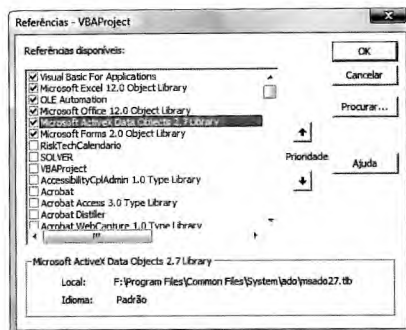 Referências - VBAProject
Referências disponíveis:
OK
Cancelar
Procurar...
Ajuda
Prioridade
Visual Basic For Applications
Microsoft Excel 12.0 Object Library
OLE Automation
Microsoft Office 12.0 Object Library
Microsoft ActiveX Data Objects 2.7 Library
Microsoft Forms 2.0 Object Library
RiskTechCalendario
SOLVER
VBAProject
AccessibilityCplAdmin 1.0 Type Library
Acrobat
Acrobat Access 3.0 Type Library
Acrobat Distiller
Acrobat WebCapture 1.0 Type Library
Microsoft ActiveX Data Objects 2.7 Library
Local: F:\Program Files\Common Files\System\ado\msado27.tlb
Idioma: Padrão